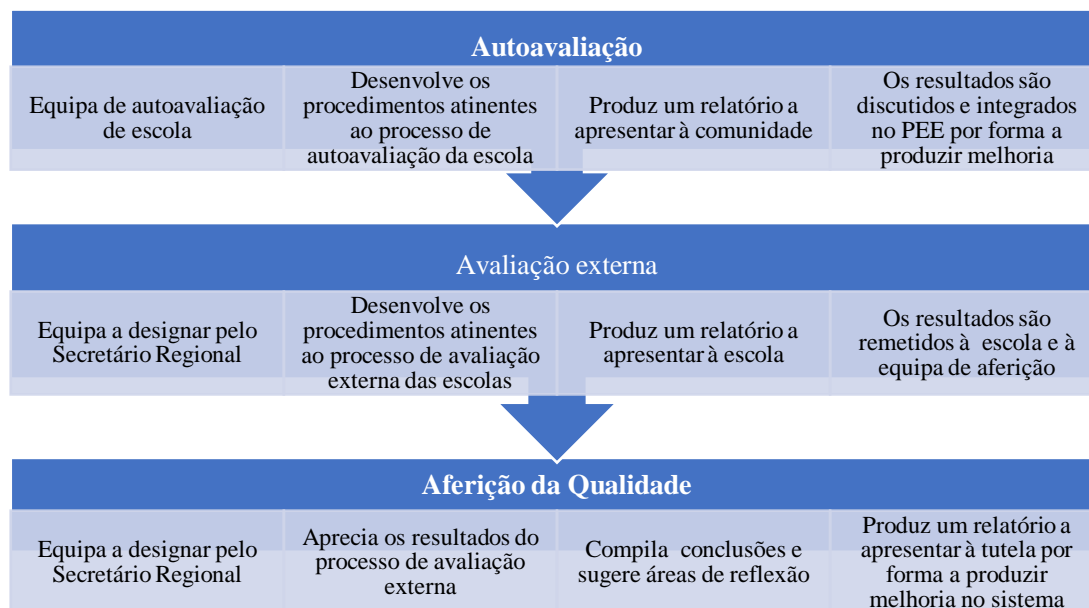 Autoavaliação
Equipa de autoavaliação
de escola
Desenvolve os
procedimentos atinentes
ao processo de
autoavaliação da escola
Produz um relatório a
apresentar à comunidade
Os resultados são
discutidos e integrados
no PEE por forma a
produzir melhoria
Avaliação externa
Equipa a designar pelo
Secretário Regional
Desenvolve os
procedimentos atinentes
ao processo de avaliação
externa das escolas
Produz um relatório a
apresentar à escola
Os resultados são
remetidos à escola e à
equipa de aferição
Aferição da Qualidade
Equipa a designar pelo
Secretário Regional
Aprecia os resultados do
processo de avaliação
externa
Compila conclusões e
sugere áreas de reflexão
Produz um relatório a
apresentar à tutela por
forma a produzir
melhoria no sistema